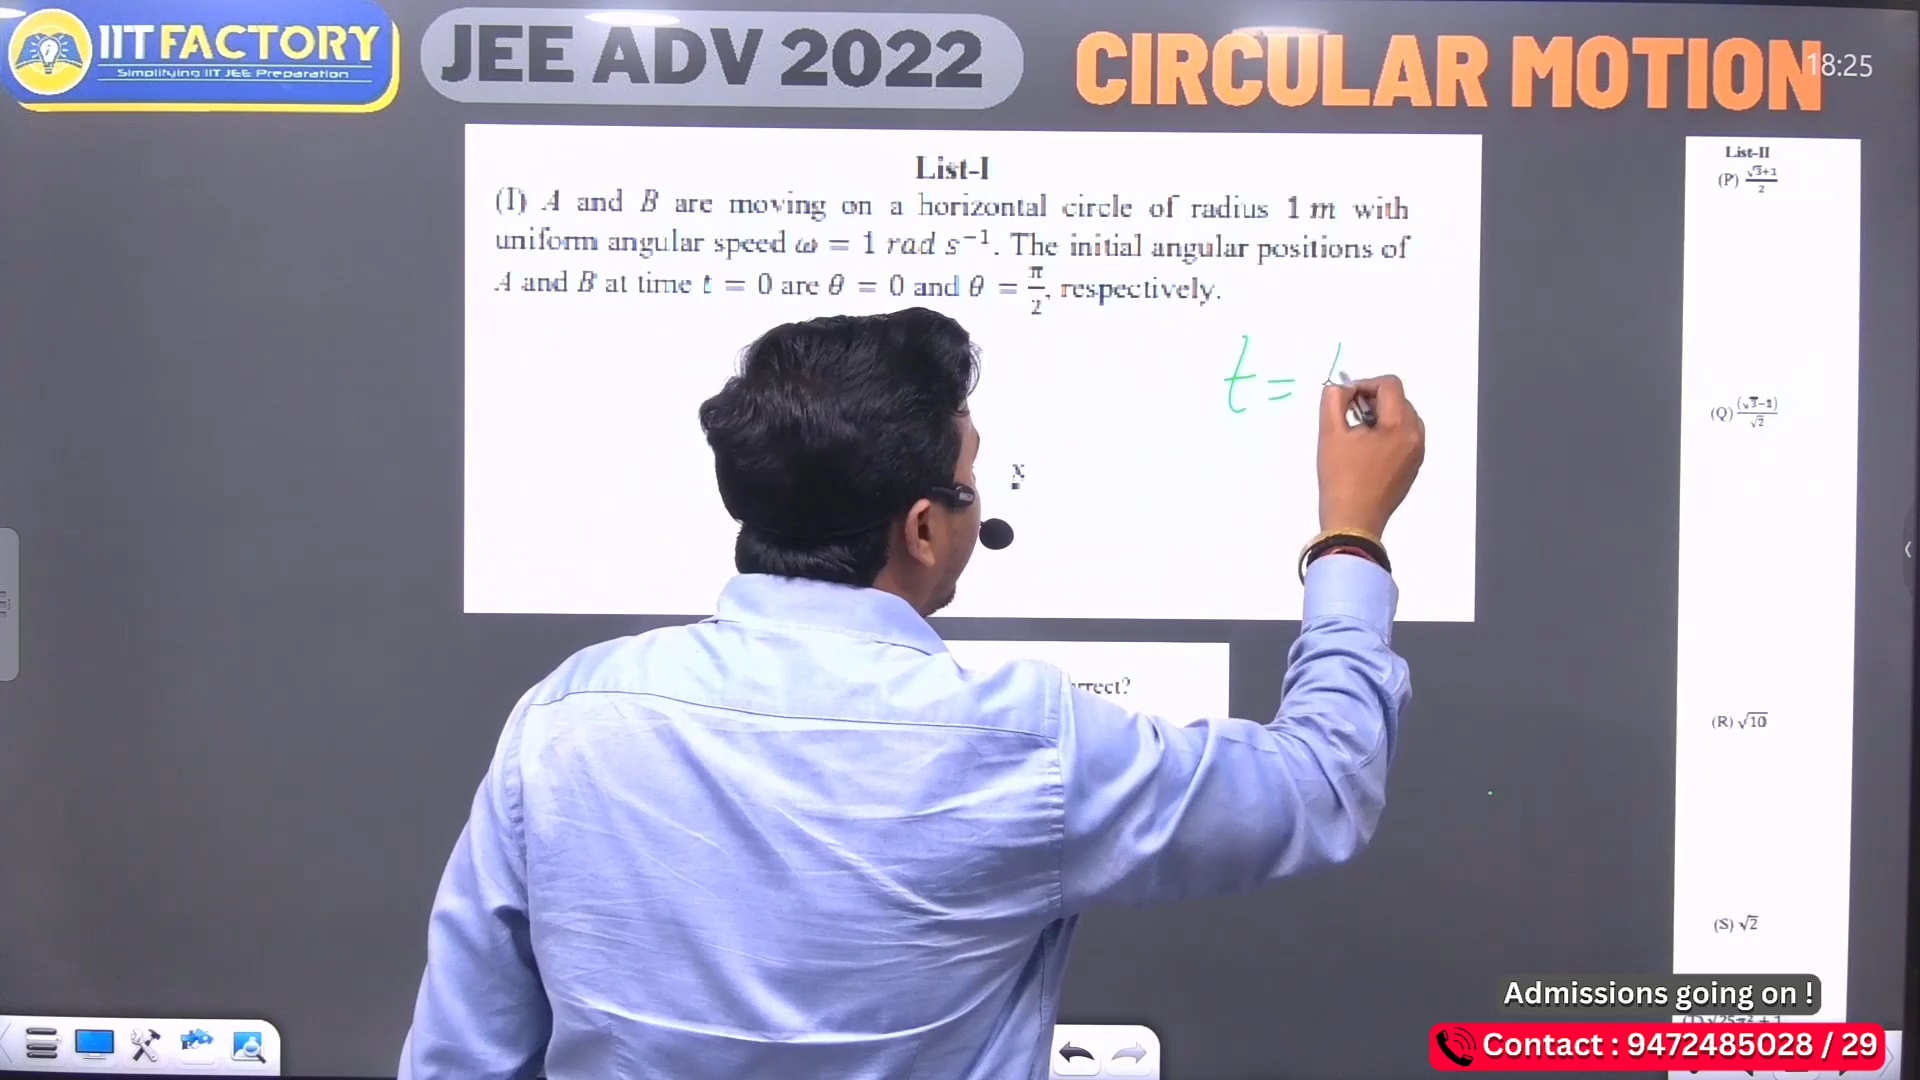 IIT FACTORY
Simplifying IIT JEE Preparation
JEE ADV 2022
CIRCULAR MOTION
18:25
List-I
(I) A and B are moving on a horizontal circle of radius 1 m with
uniform angular speed ω = 1 rad s⁻¹. The initial angular positions of
A and B at time t = 0 are θ = 0 and θ = π/2, respectively.
t =
x
rrect?
List-II
(P) (√3+1)/2
(Q) (√3-1)/√2
(R) √10
(S) √2
Admissions going on !
Contact : 9472485028 / 29